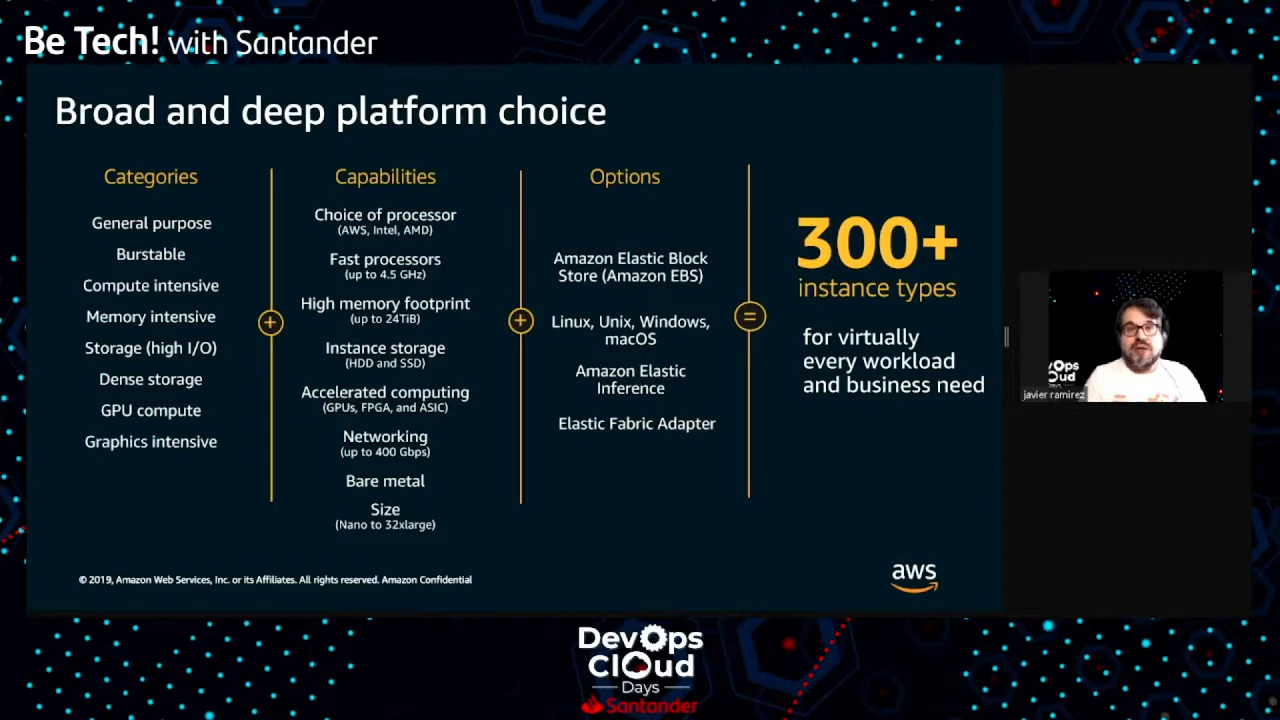 Be Tech! with Santander
Broad and deep platform choice
Categories
General purpose
Burstable
Compute intensive
Memory intensive
Storage (high I/O)
Dense storage
GPU compute
Graphics intensive
+
Capabilities
Choice of processor
(AWS, Intel, AMD)
Fast processors
(up to 4.5 GHz)
High memory footprint
(up to 24TiB)
Instance storage
(HDD and SSD)
Accelerated computing
(GPUs, FPGA, and ASIC)
Networking
(up to 400 Gbps)
Bare metal
Size
(Nano to 32xlarge)
+
Options
Amazon Elastic Block
Store (Amazon EBS)
Linux, Unix, Windows,
macOS
Amazon Elastic
Inference
Elastic Fabric Adapter
=
300+
instance types
for virtually
every workload
and business need
vOps
oud
javier ramirez
© 2019, Amazon Web Services, Inc. or its Affiliates. All rights reserved. Amazon Confidential
aws
DevOps
Cloud
Days
Santander